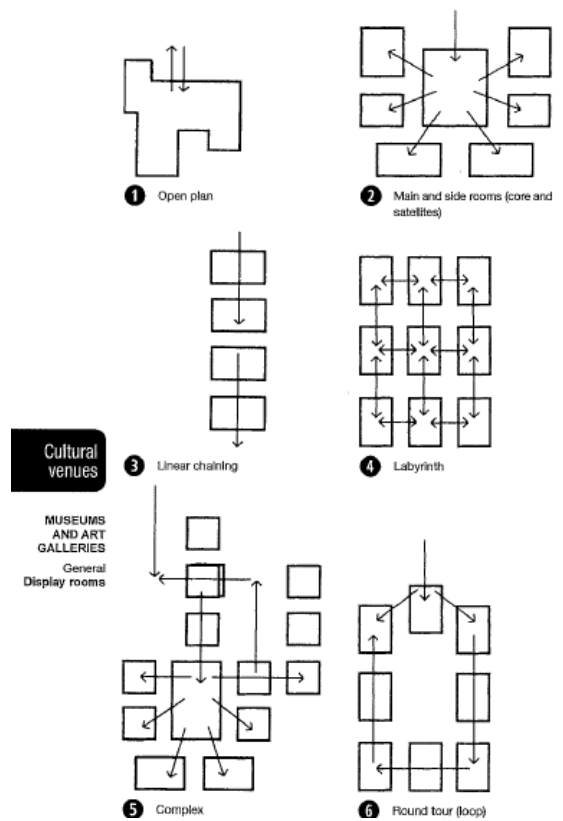 1 Open plan
2 Main and side rooms (core and
satellites)
3 Linear chaining
4 Labyrinth
Cultural
venues
MUSEUMS
AND ART
GALLERIES
General
Display rooms
5 Complex
6 Round tour (loop)